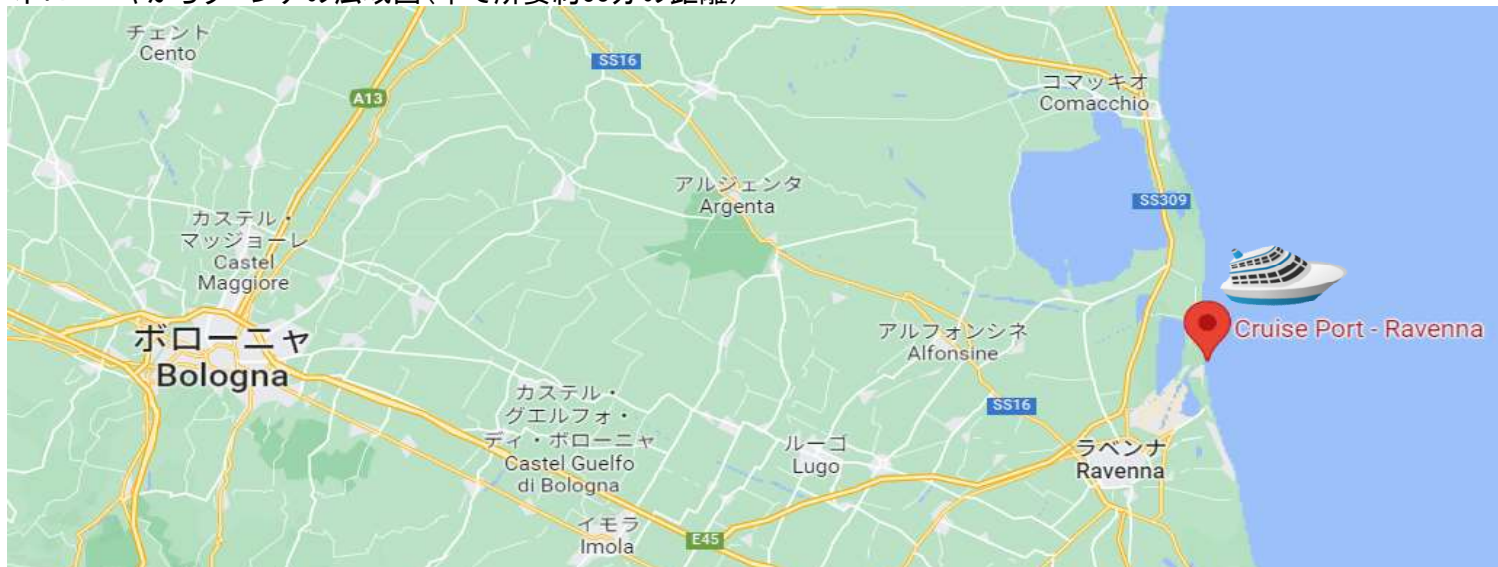 チェント
Cento
SS16
コマッキオ
Comacchio
A13
アルジェンタ
Argenta
SS309
カステル・
マッジョーレ
Castel
Maggiore
Cruise Port - Ravenna
ボローニャ
Bologna
アルフォンシネ
Alfonsine
カステル・
グエルフォ・
ディ・ボローニャ
Castel Guelfo
di Bologna
SS16
ルーゴ
Lugo
ラベンナ
Ravenna
イモラ
Imola
E45